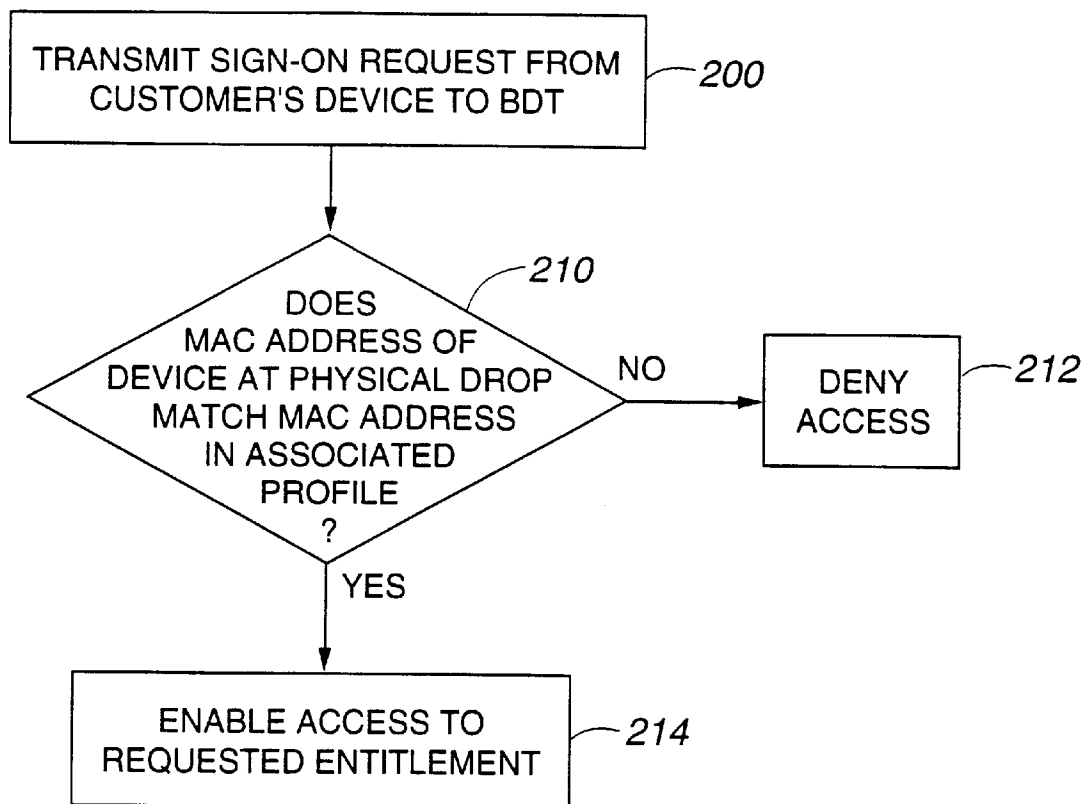 TRANSMIT SIGN-ON REQUEST FROM
CUSTOMER'S DEVICE TO BDT
200
210
DOES
MAC ADDRESS OF
DEVICE AT PHYSICAL DROP
MATCH MAC ADDRESS
IN ASSOCIATED
PROFILE
?
NO
DENY
ACCESS
212
YES
ENABLE ACCESS TO
REQUESTED ENTITLEMENT
214